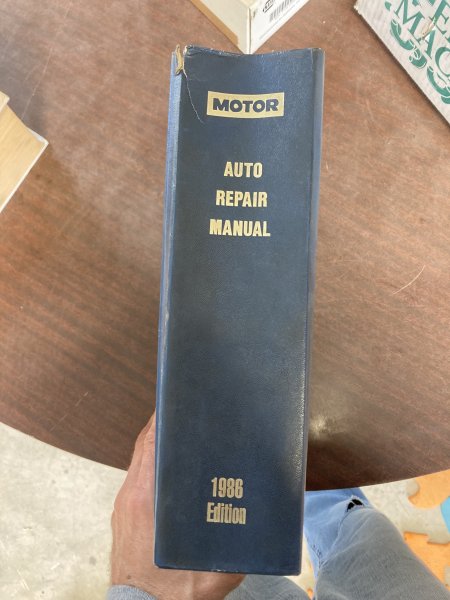 MOTOR
AUTO
REPAIR
MANUAL
1986
Edition